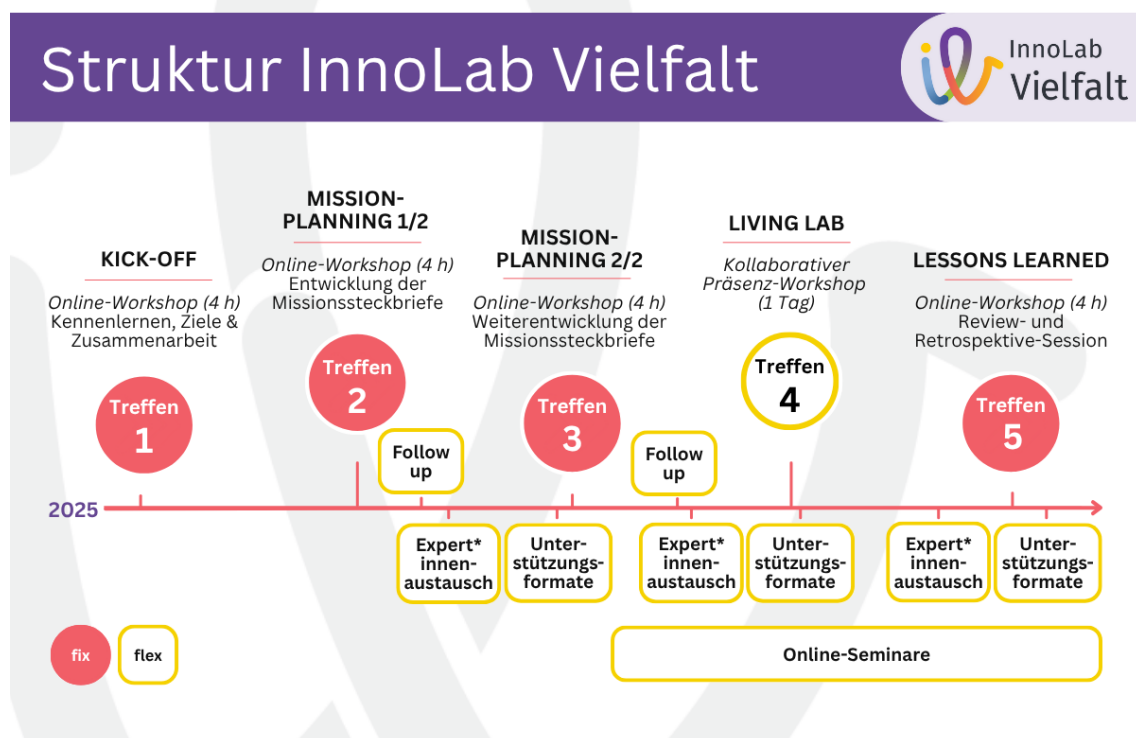 Struktur InnoLab Vielfalt
InnoLab
Vielfalt
KICK-OFF
Online-Workshop (4 h)
Kennenlernen, Ziele &
Zusammenarbeit
Treffen
1
MISSION-
PLANNING 1/2
Online-Workshop (4 h)
Entwicklung der
Missionssteckbriefe
Treffen
2
MISSION-
PLANNING 2/2
Online-Workshop (4 h)
Weiterentwicklung der
Missionssteckbriefe
Treffen
3
LIVING LAB
Kollaborativer
Präsenz-Workshop
(1 Tag)
Treffen
4
LESSONS LEARNED
Online-Workshop (4 h)
Review- und
Retrospektive-Session
Treffen
5
Follow
up
Follow
up
2025
Expert*
innen-
austausch
Unter-
stützungs-
formate
Expert*
innen-
austausch
Unter-
stützungs-
formate
Expert*
innen-
austausch
Unter-
stützungs-
formate
fix
flex
Online-Seminare